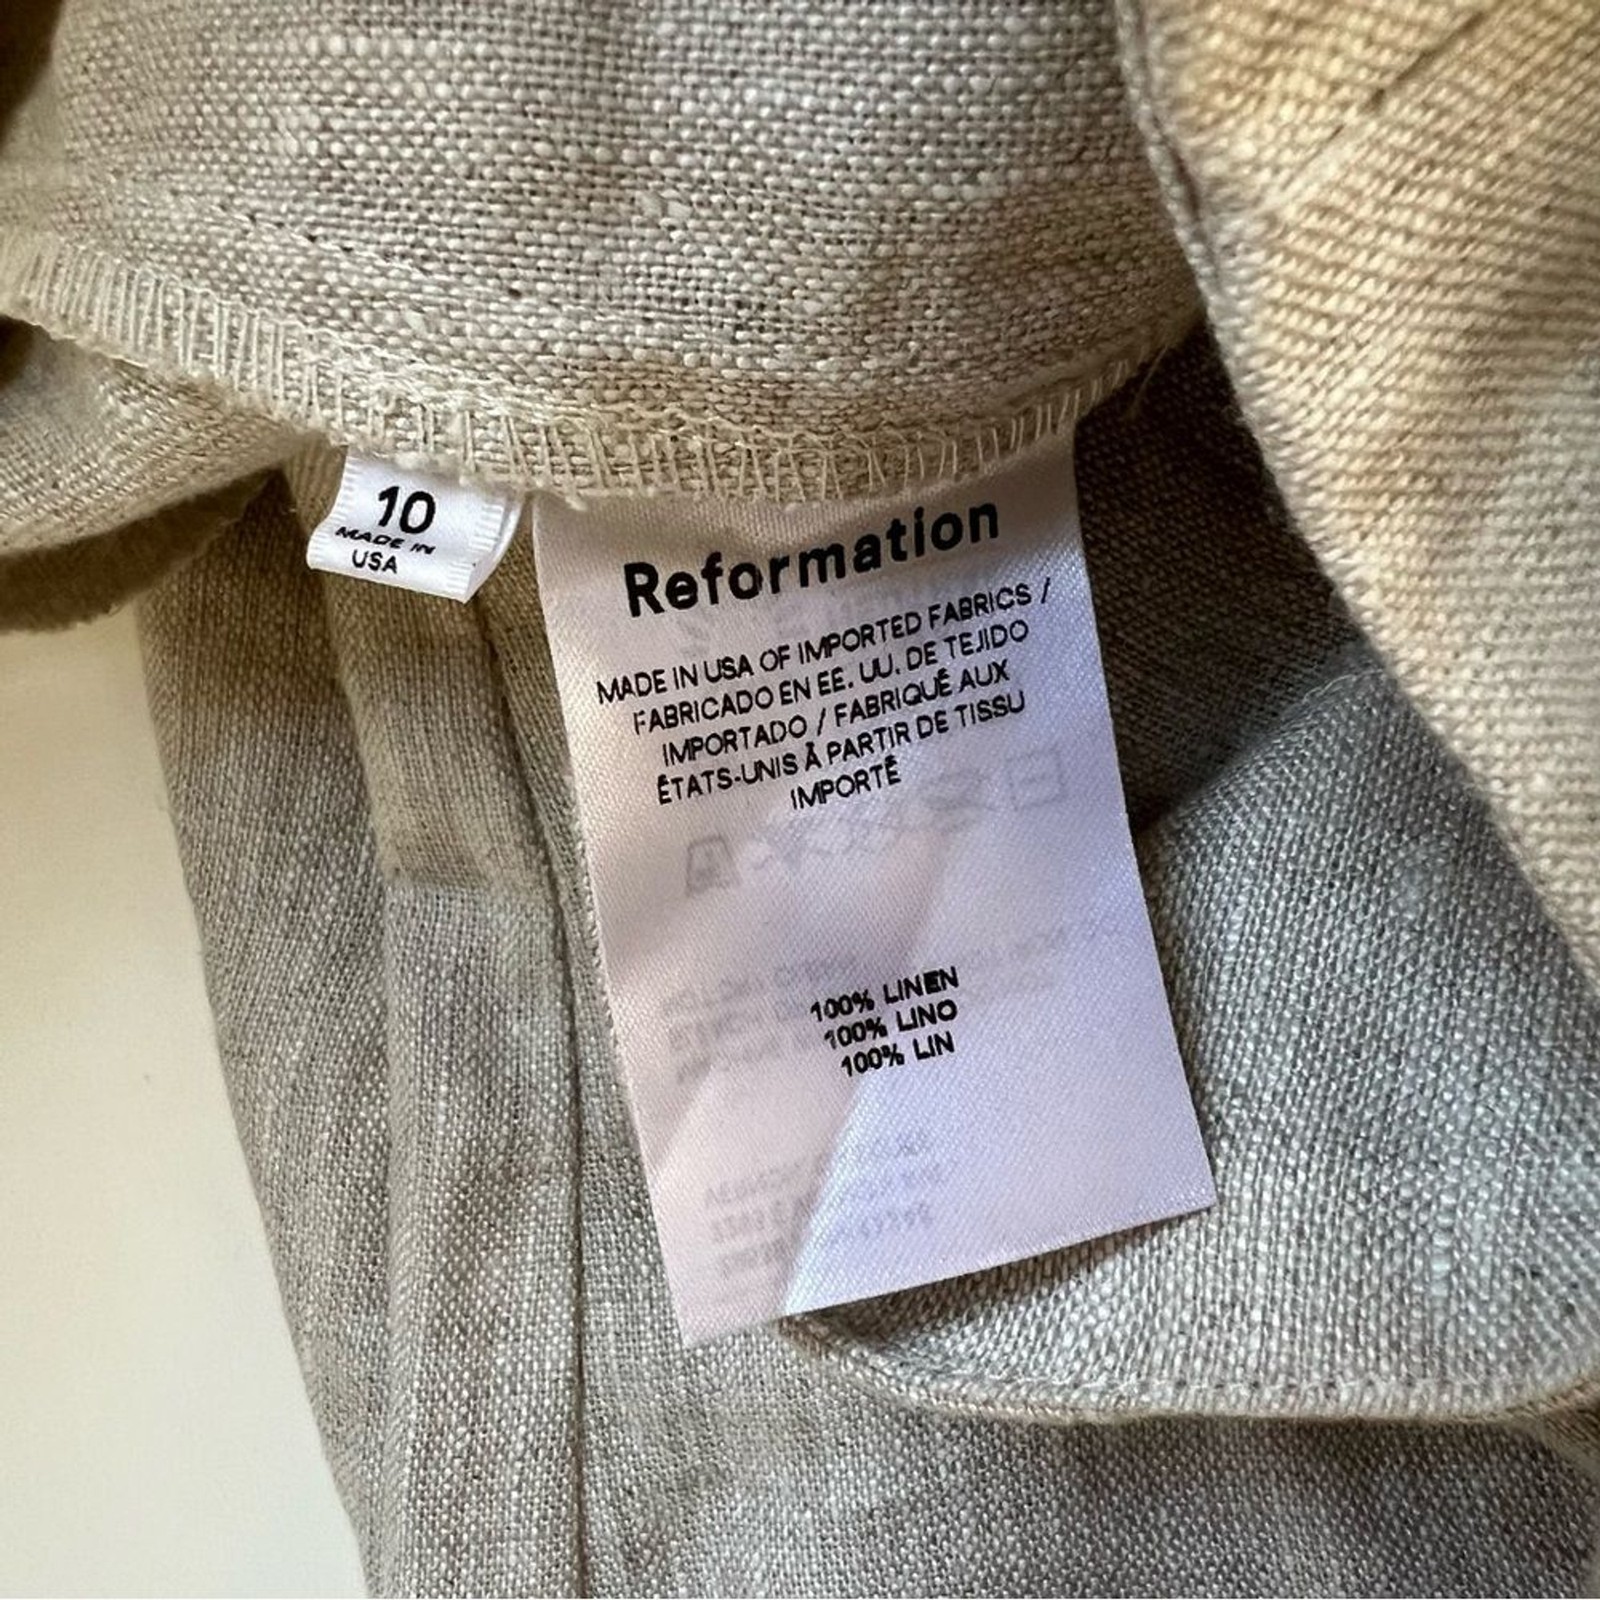 10
MADE IN
USA
Reformation
MADE IN USA OF IMPORTED FABRICS /
FABRICADO EN EE. UU. DE TEJIDO
IMPORTADO / FABRIQUÉ AUX
ÉTATS-UNIS À PARTIR DE TISSU
IMPORTÉ
100% LINEN
100% LINO
100% LIN